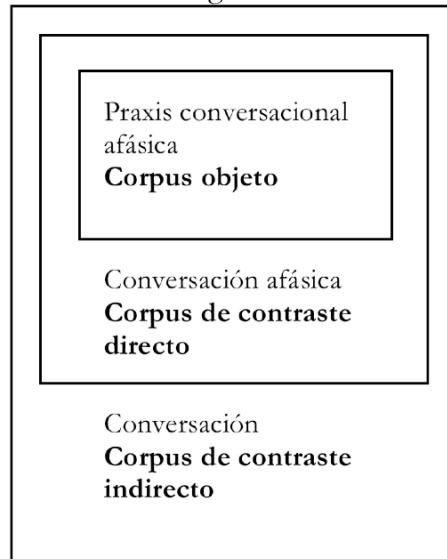 Praxis conversacional
afásica
Corpus objeto
Conversación afásica
Corpus de contraste
directo
Conversación
Corpus de contraste
indirecto